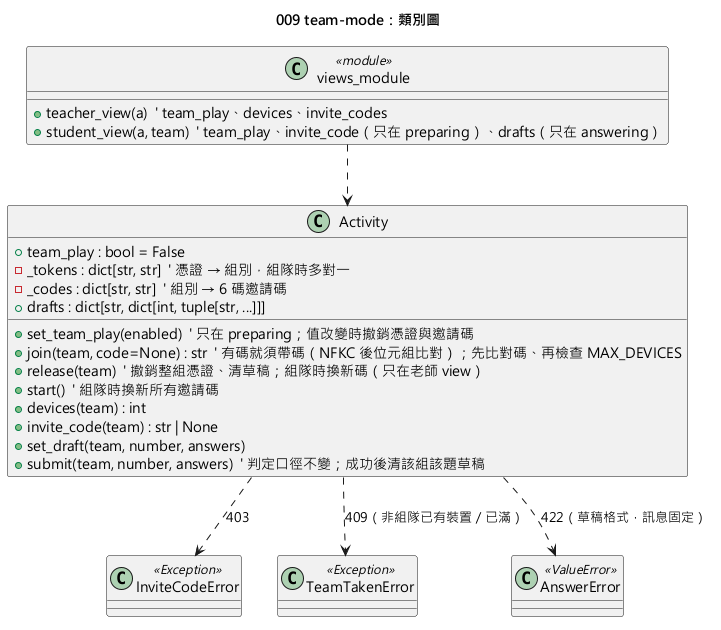 009 team-mode：類別圖
C
«module»
views_module
teacher_view(a) ' team_play、devices、invite_codes
student_view(a, team) ' team_play、invite_code（只在 preparing）、drafts（只在 answering）
C Activity
team_play : bool = False
_tokens : dict[str, str] ' 憑證 → 組別，組隊時多對一
_codes : dict[str, str] ' 組別 → 6 碼邀請碼
drafts : dict[str, dict[int, tuple[str, ...]]]
set_team_play(enabled) ' 只在 preparing；值改變時撤銷憑證與邀請碼
join(team, code=None) : str ' 有碼就須帶碼（NFKC 後位元組比對）；先比對碼、再檢查 MAX_DEVICES
release(team) ' 撤銷整組憑證、清草稿；組隊時換新碼（只在老師 view）
start() ' 組隊時換新所有邀請碼
devices(team) : int
invite_code(team) : str | None
set_draft(team, number, answers)
submit(team, number, answers) ' 判定口徑不變；成功後清該組該題草稿
403
409（非組隊已有裝置 / 已滿）
422（草稿格式，訊息固定）
C
«Exception»
InviteCodeError
C
«Exception»
TeamTakenError
C
«ValueError»
AnswerError